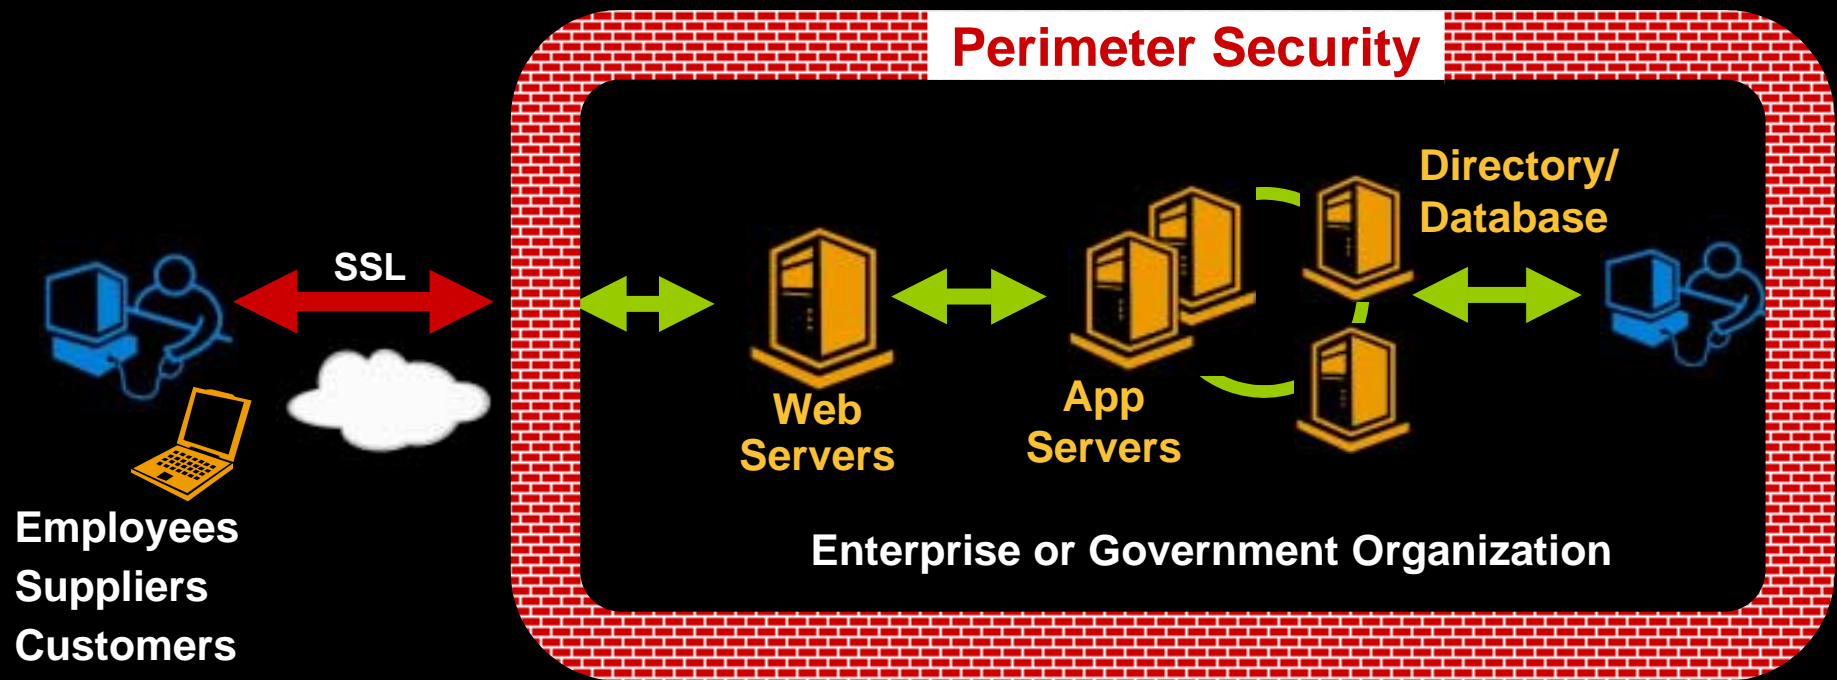 Perimeter Security
Directory/
Database
SSL
Web
Servers
App
Servers
Employees
Suppliers
Customers
Enterprise or Government Organization